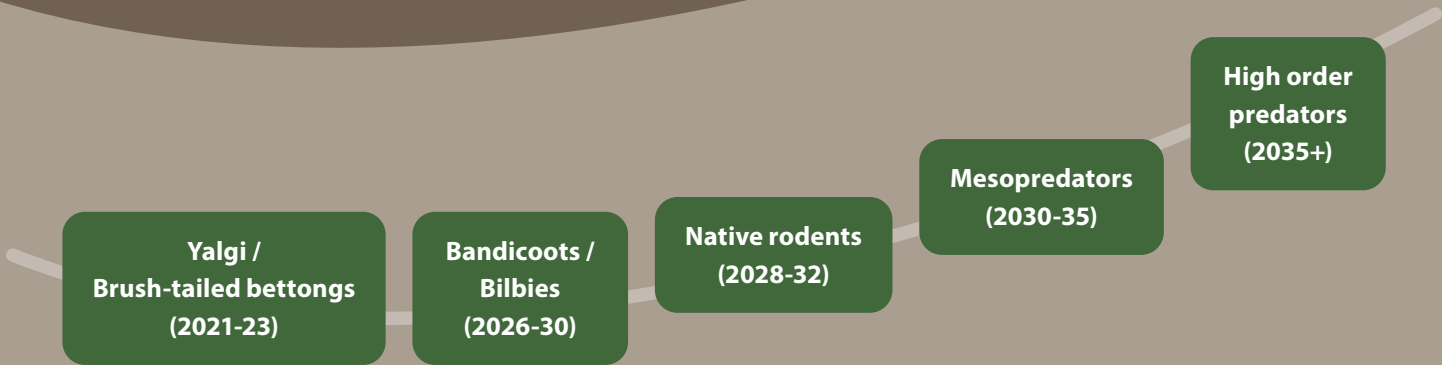 Yalgi /
Brush-tailed bettongs
(2021-23)
Bandicoots /
Bilbies
(2026-30)
Native rodents
(2028-32)
Mesopredators
(2030-35)
High order
predators
(2035+)